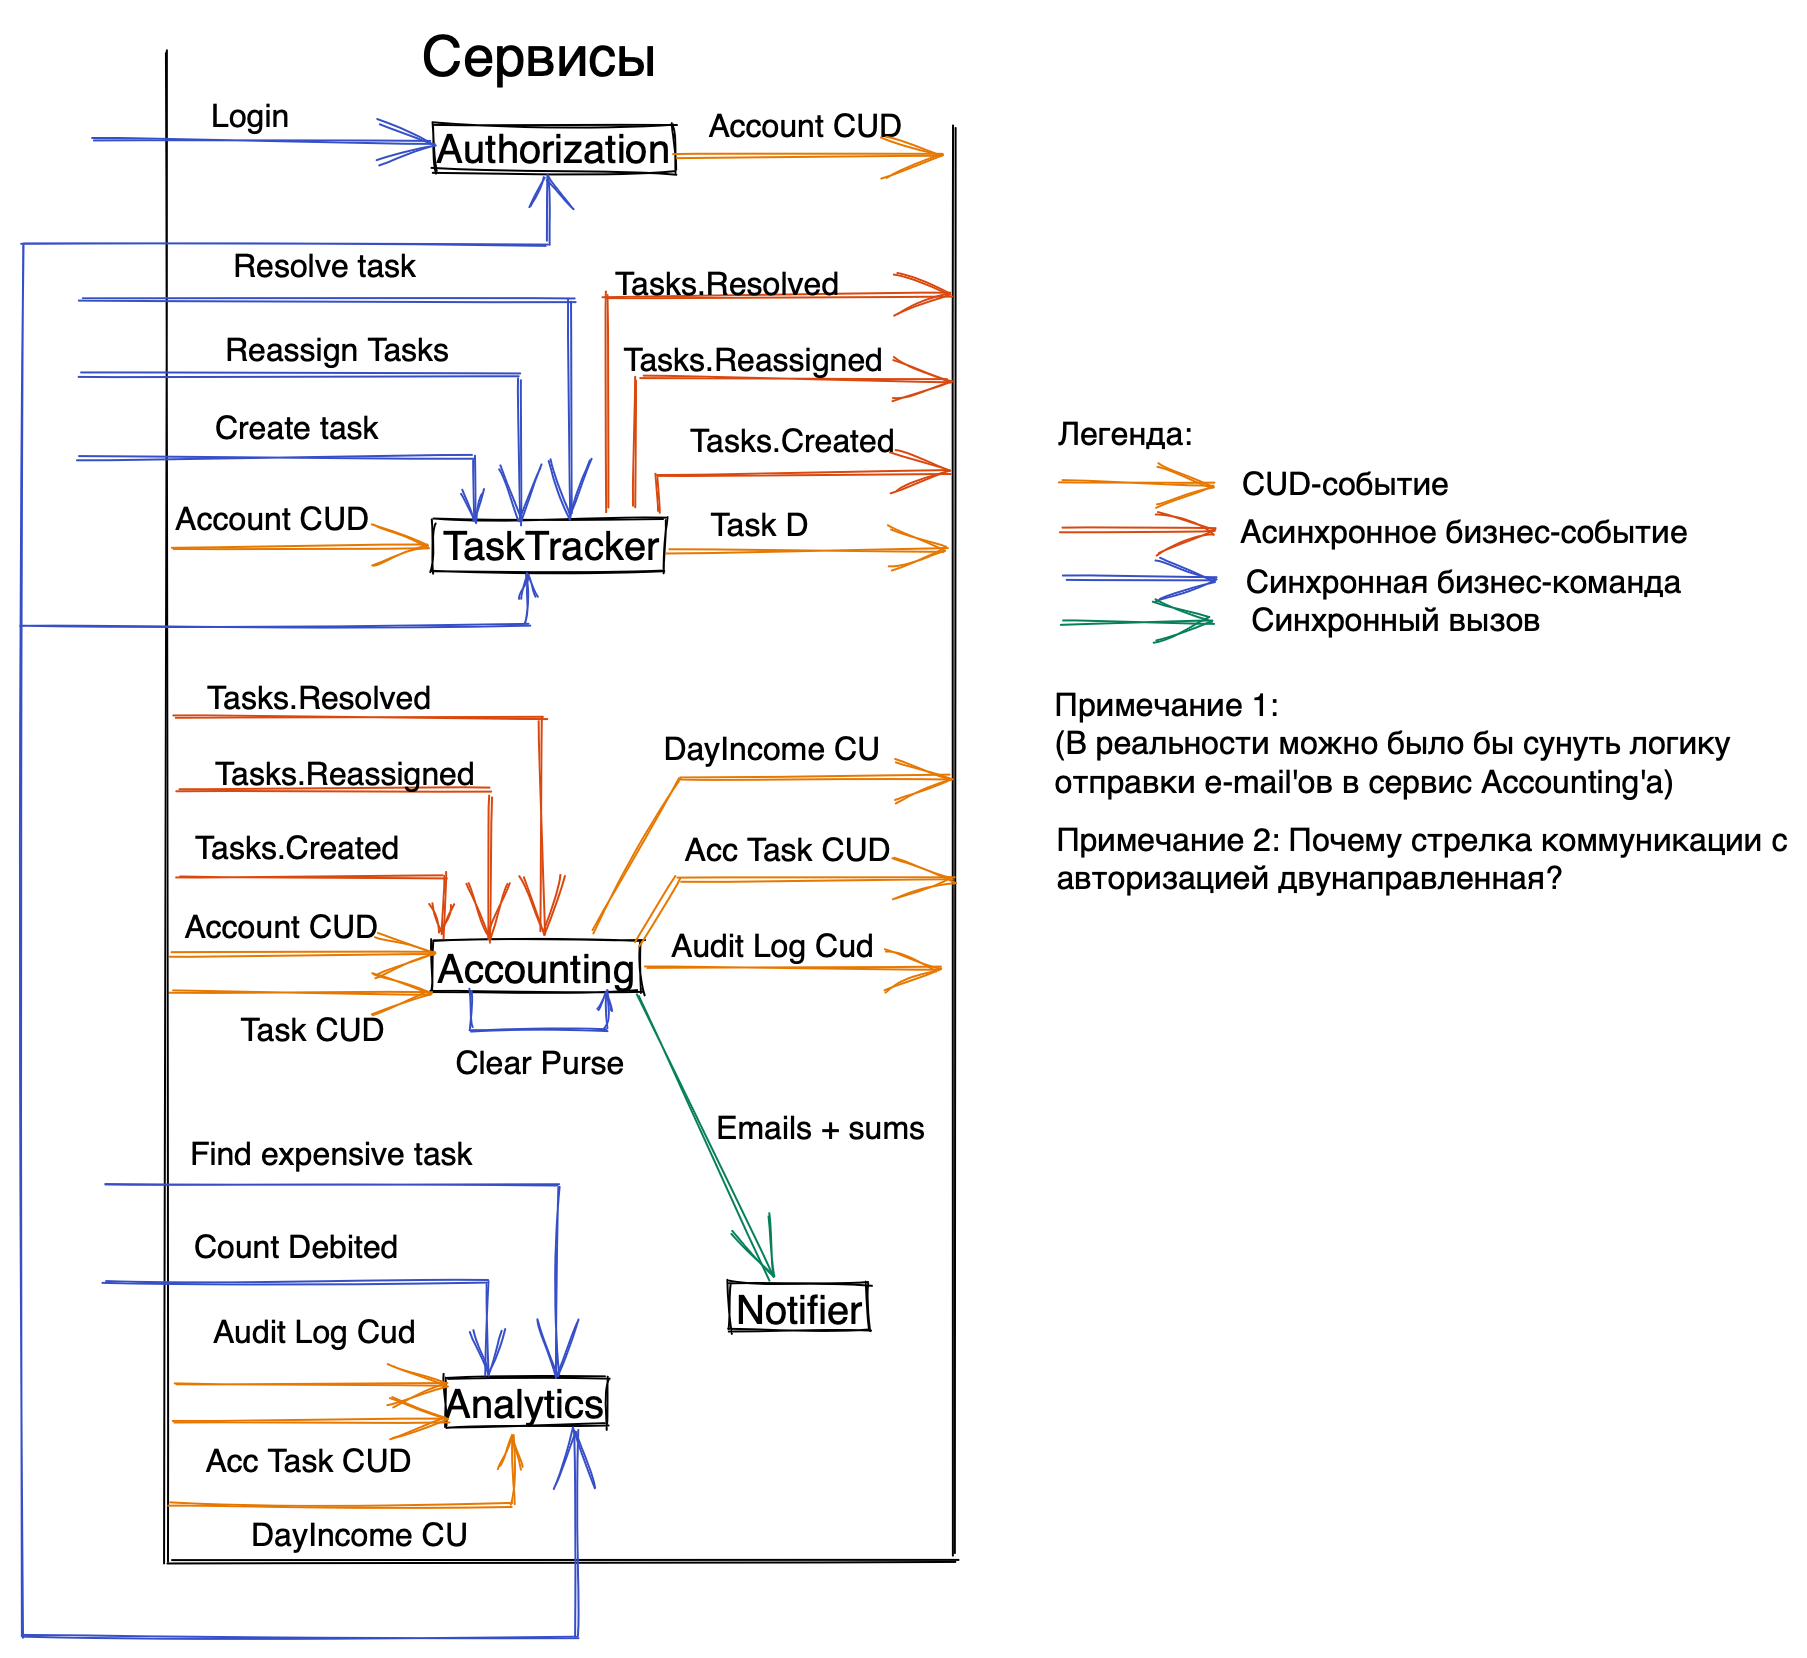 Сервисы
Login
Authorization
Account CUD
Resolve task
Tasks.Resolved
Reassign Tasks
Tasks.Reassigned
Create task
Tasks.Created
Account CUD
TaskTracker
Task D
Tasks.Resolved
Tasks.Reassigned
DayIncome CU
Tasks.Created
Acc Task CUD
Account CUD
Accounting
Audit Log Cud
Task CUD
Clear Purse
Emails + sums
Find expensive task
Count Debited
Notifier
Audit Log Cud
Analytics
Acc Task CUD
DayIncome CU
Легенда:
CUD-событие
Асинхронное бизнес-событие
Синхронная бизнес-команда
Синхронный вызов
Примечание 1:
(В реальности можно было бы сунуть логику
отправки e-mail'ов в сервис Accounting'а)
Примечание 2: Почему стрелка коммуникации с
авторизацией двунаправленная?